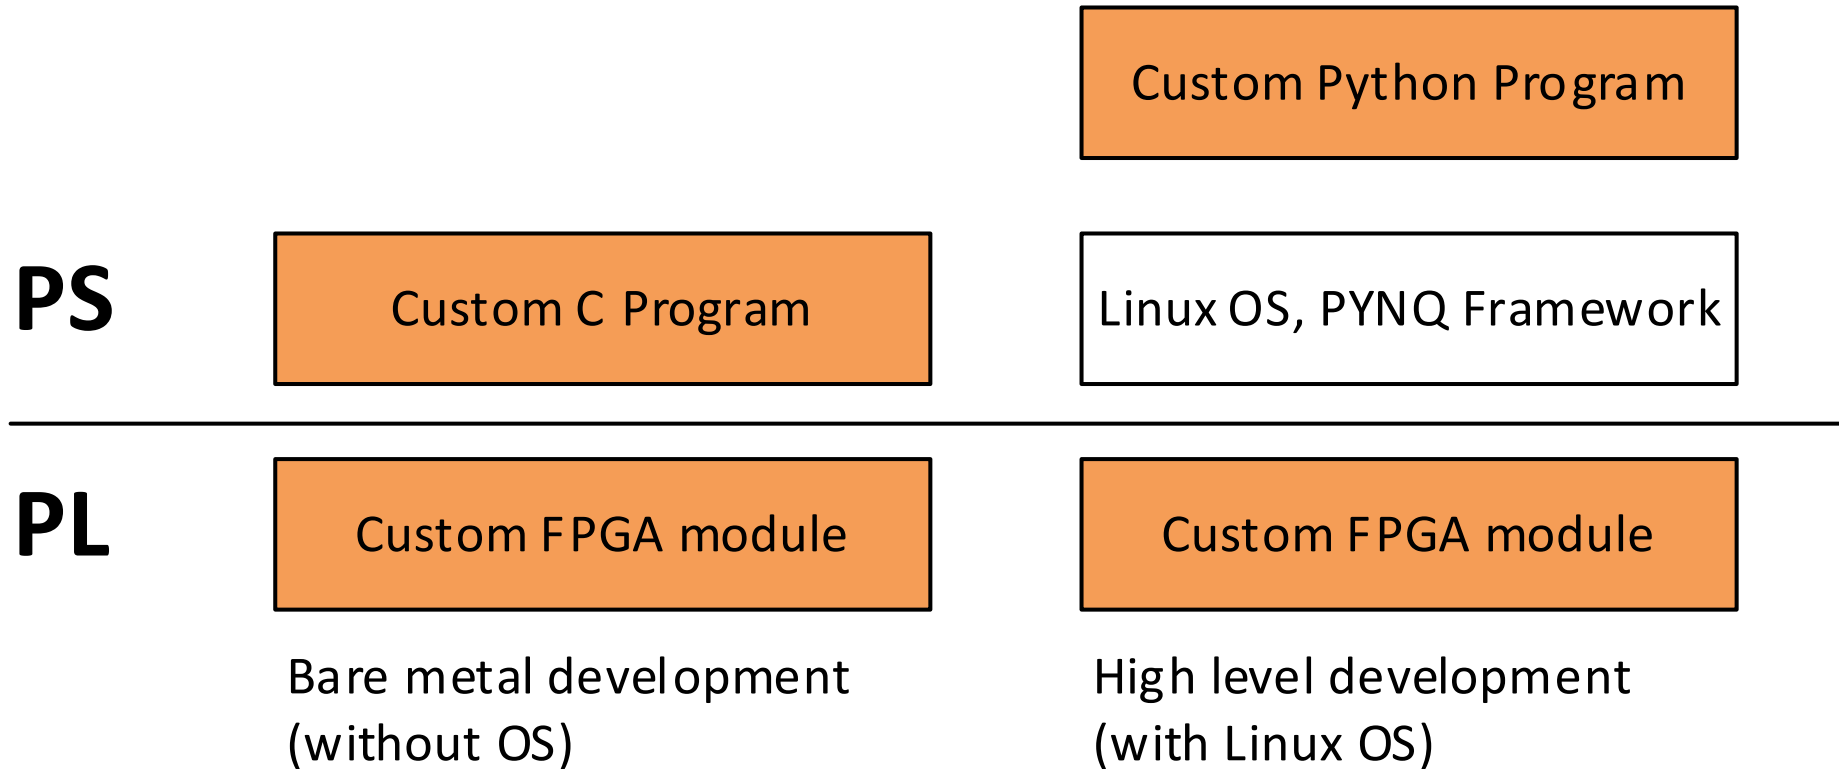 Custom Python Program
PS
Custom C Program
Linux OS, PYNQ Framework
PL
Custom FPGA module
Custom FPGA module
Bare metal development
(without OS)
High level development
(with Linux OS)